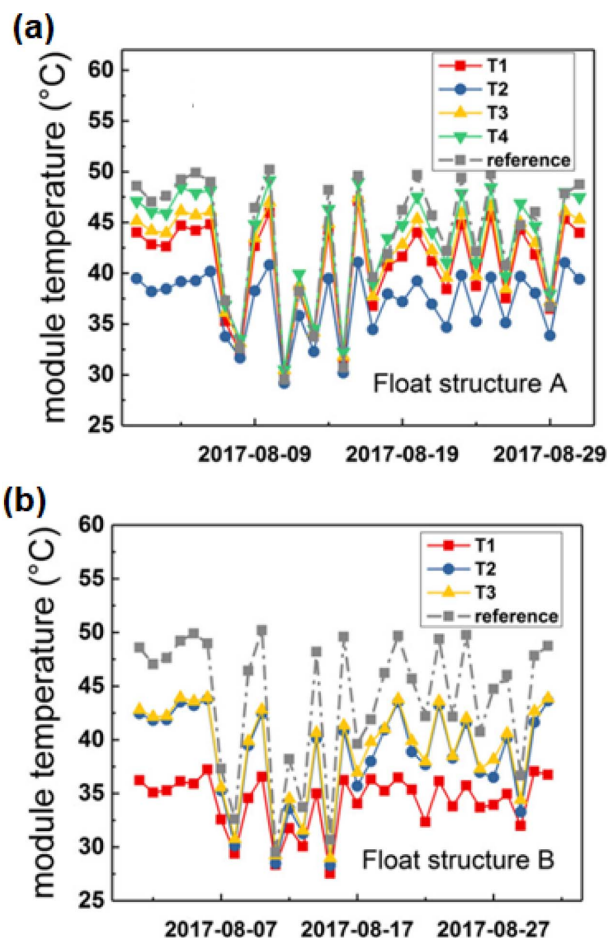 (a)
module temperature (°C)
60
55
50
45
40
35
30
25
T1
T2
T3
T4
reference
Float structure A
2017-08-09 2017-08-19 2017-08-29
(b)
module temperature (°C)
60
55
50
45
40
35
30
25
T1
T2
T3
reference
Float structure B
2017-08-07 2017-08-17 2017-08-27